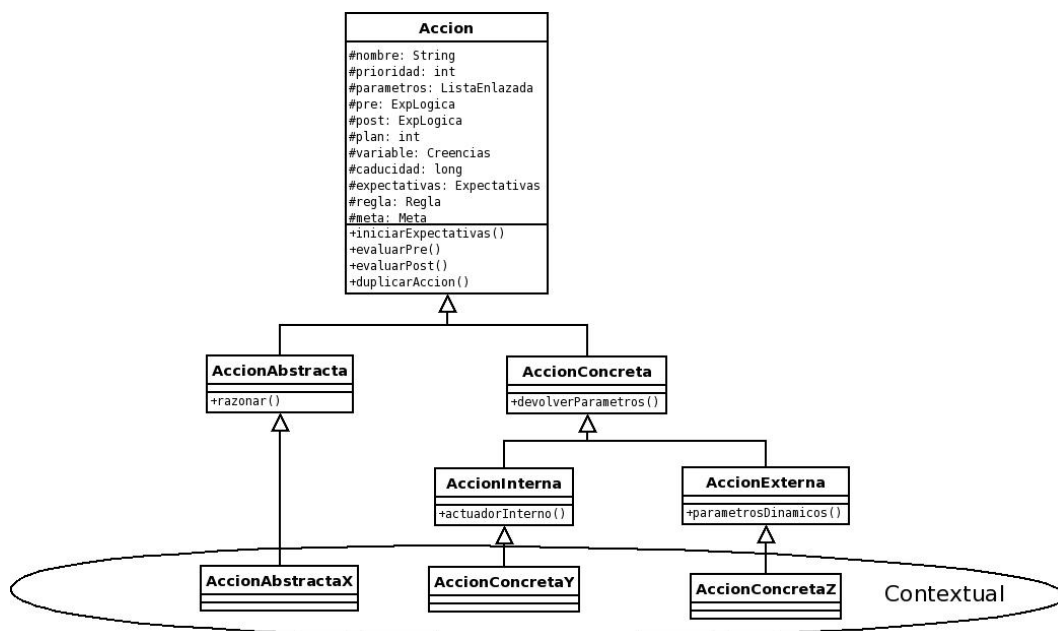 Accion
#nombre: String
#prioridad: int
#parametros: ListaEnlazada
#pre: ExpLogica
#post: ExpLogica
#plan: int
#variable: Creencias
#caducidad: long
#expectativas: Expectativas
#regla: Regla
#meta: Meta
+iniciarExpectativas()
+evaluarPre()
+evaluarPost()
+duplicarAccion()
AccionAbstracta
+razonar()
AccionConcreta
+devolverParametros()
AccionInterna
+actuadorInterno()
AccionExterna
+parametrosDinamicos()
AccionAbstractaX
AccionConcretaY
AccionConcretaZ
Contextual